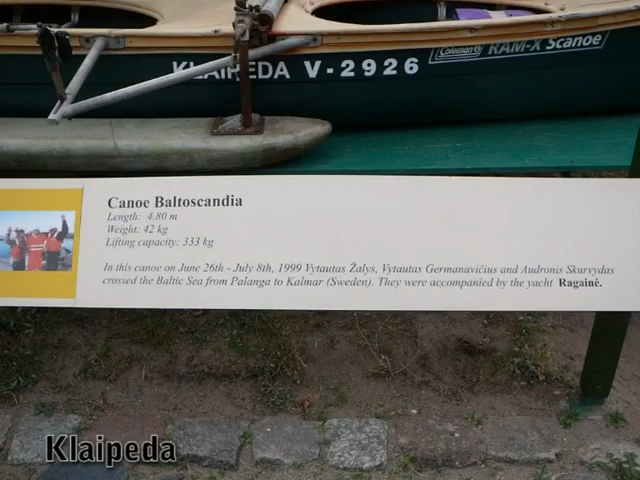 KLAIPEDA V-2926
Coleman RAM-X Scanoe
Canoe Baltoscandia
Length: 4.80 m
Weight: 42 kg
Lifting capacity: 333 kg
In this canoe on June 26th - July 8th, 1999 Vytautas Žalys, Vytautas Germanavičius and Audronis Skurvydas
crossed the Baltic Sea from Palanga to Kalmar (Sweden). They were accompanied by the yacht Ragainė.
Klaipeda